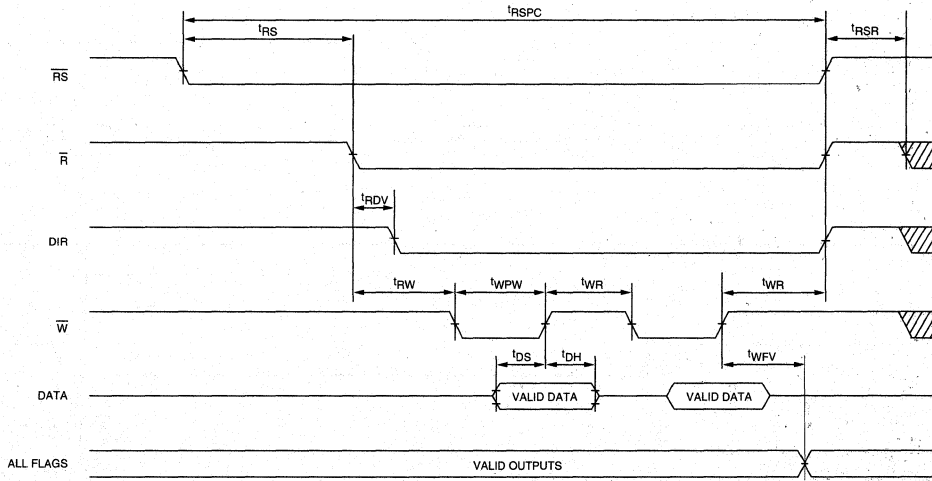 tRSPC
tRS
tRSR
RS
R
tRDV
DIR
tRW
tWPW
tWR
tWR
W
tWFV
tDS
tDH
DATA
VALID DATA
VALID DATA
ALL FLAGS
VALID OUTPUTS